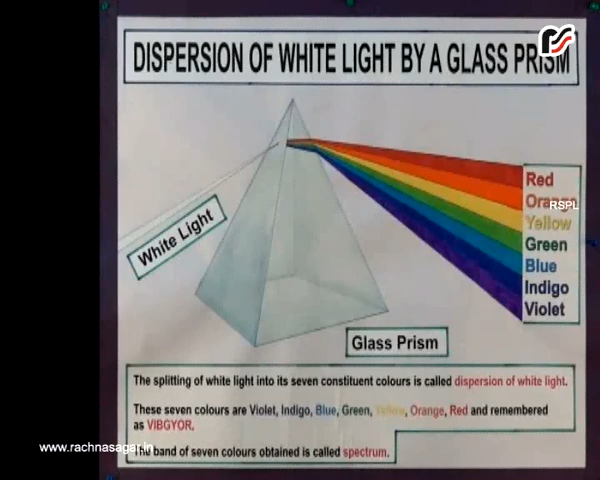 DISPERSION OF WHITE LIGHT BY A GLASS PRISM
White Light
Red
Orange
RSPL
Yellow
Green
Blue
Indigo
Violet
Glass Prism
The splitting of white light into its seven constituent colours is called dispersion of white light.
These seven colours are Violet, Indigo, Blue, Green, Yellow, Orange, Red and remembered
as VIBGYOR.
www.rachnasagar.in
The band of seven colours obtained is called spectrum.